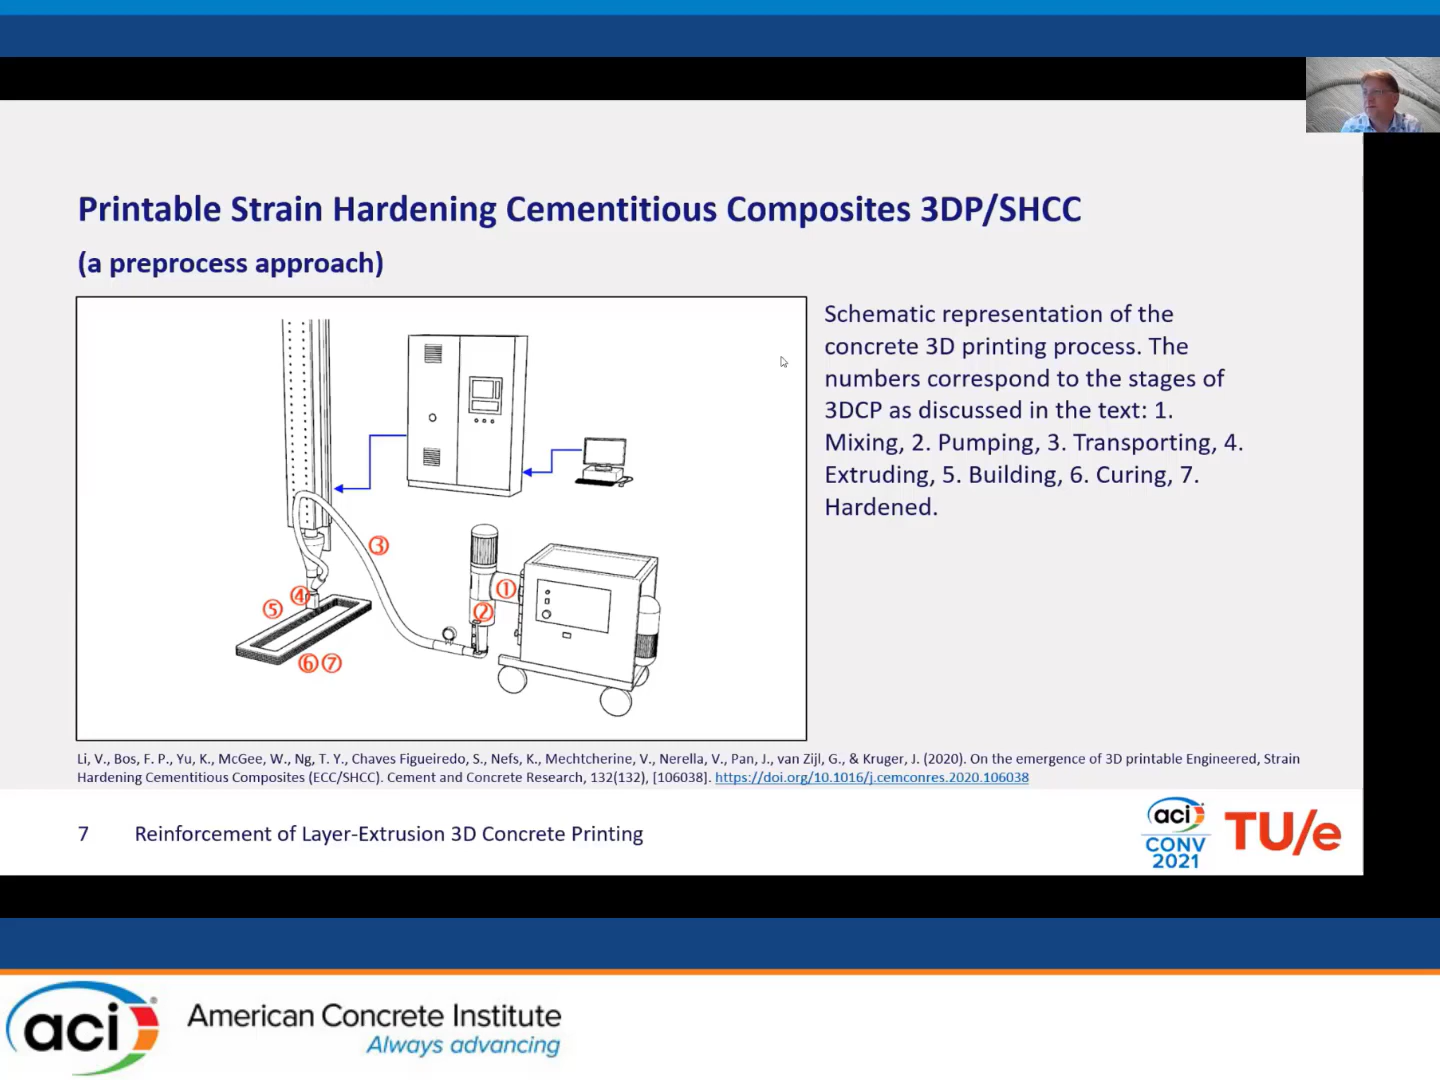 Printable Strain Hardening Cementitious Composites 3DP/SHCC
(a preprocess approach)
Schematic representation of the
concrete 3D printing process. The
numbers correspond to the stages of
3DCP as discussed in the text: 1.
Mixing, 2. Pumping, 3. Transporting, 4.
Extruding, 5. Building, 6. Curing, 7.
Hardened.
③
①
④
⑤
②
⑥⑦
Li, V., Bos, F. P., Yu, K., McGee, W., Ng, T. Y., Chaves Figueiredo, S., Nefs, K., Mechtcherine, V., Nerella, V., Pan, J., van Zijl, G., & Kruger, J. (2020). On the emergence of 3D printable Engineered, Strain
Hardening Cementitious Composites (ECC/SHCC). Cement and Concrete Research, 132(132), [106038]. https://doi.org/10.1016/j.cemconres.2020.106038
7 Reinforcement of Layer-Extrusion 3D Concrete Printing
aci
CONV
2021
TU/e
aci
American Concrete Institute
Always advancing